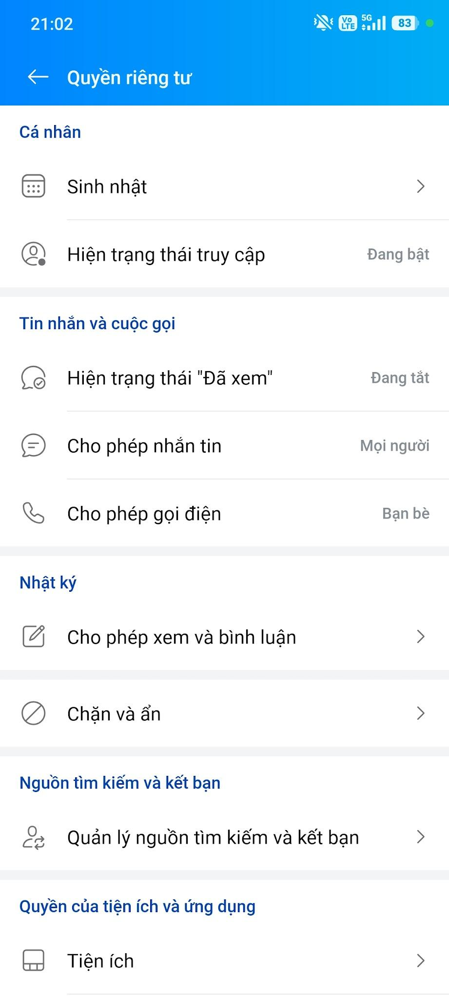 21:02
VO LTE 5G 83
Quyền riêng tư
Cá nhân
Sinh nhật
Hiện trạng thái truy cập Đang bật
Tin nhắn và cuộc gọi
Hiện trạng thái "Đã xem" Đang tắt
Cho phép nhắn tin Mọi người
Cho phép gọi điện Bạn bè
Nhật ký
Cho phép xem và bình luận
Chặn và ẩn
Nguồn tìm kiếm và kết bạn
Quản lý nguồn tìm kiếm và kết bạn
Quyền của tiện ích và ứng dụng
Tiện ích